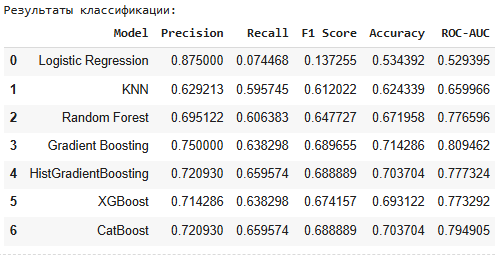 Результаты классификации:
Model Precision Recall F1 Score Accuracy ROC-AUC
0 Logistic Regression 0.875000 0.074468 0.137255 0.534392 0.529395
1 KNN 0.629213 0.595745 0.612022 0.624339 0.659966
2 Random Forest 0.695122 0.606383 0.647727 0.671958 0.776596
3 Gradient Boosting 0.750000 0.638298 0.689655 0.714286 0.809462
4 HistGradientBoosting 0.720930 0.659574 0.688889 0.703704 0.777324
5 XGBoost 0.714286 0.638298 0.674157 0.693122 0.773292
6 CatBoost 0.720930 0.659574 0.688889 0.703704 0.794905